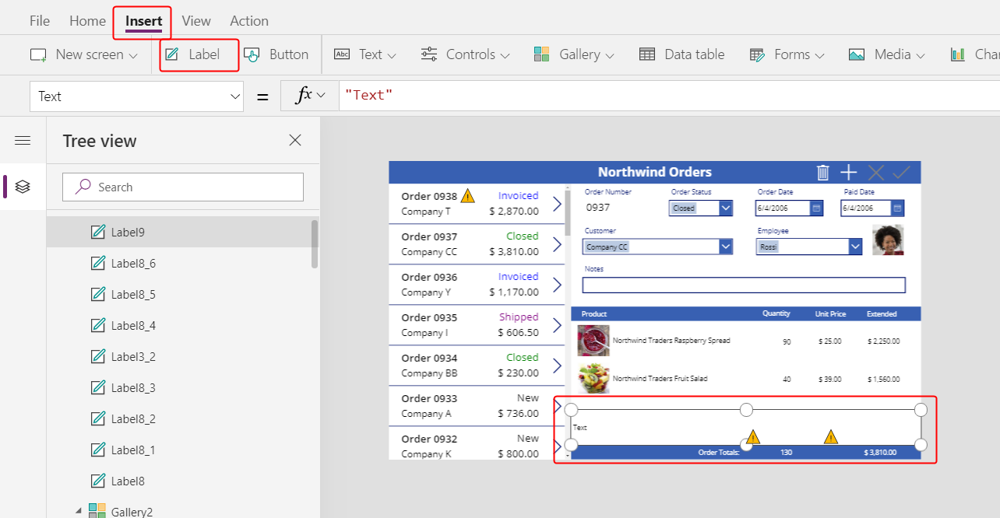 File Home Insert View Action
New screen Label Button Abc Text Controls Gallery Data table Forms Media
Text = fx "Text"
Tree view
Search
Label9
Label8_6
Label8_5
Label8_4
Label3_2
Label8_3
Label8_2
Label8_1
Label8
Gallery2
Northwind Orders
Order 0938 Invoiced
Company T $ 2,870.00
Order 0937 Closed
Company CC $ 3,810.00
Order 0936 Invoiced
Company Y $ 1,170.00
Order 0935 Shipped
Company I $ 606.50
Order 0934 Closed
Company BB $ 230.00
Order 0933 New
Company A $ 736.00
Order 0932 New
Company K $ 800.00
Order Number Order Status Order Date Paid Date
0937 Closed 6/4/2006 6/4/2006
Customer Employee
Company CC Rossi
Notes
Product Quantity Unit Price Extended
Northwind Traders Raspberry Spread 90 $ 25.00 $ 2,250.00
Northwind Traders Fruit Salad 40 $ 39.00 $ 1,560.00
Text
Order Totals: 130 $ 3,810.00